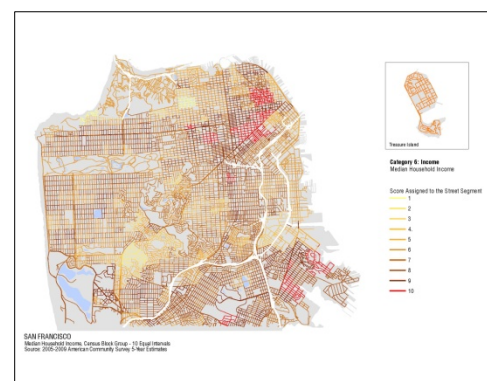 Treasure Island
Category 6: Income
Median Household Income
Score Assigned to the Street Segment
1
2
3
4
5
6
7
8
9
10
SAN FRANCISCO
Median Household Income, Census Block Group - 10 Equal Intervals
Source: 2005-2009 American Community Survey 5-Year Estimates